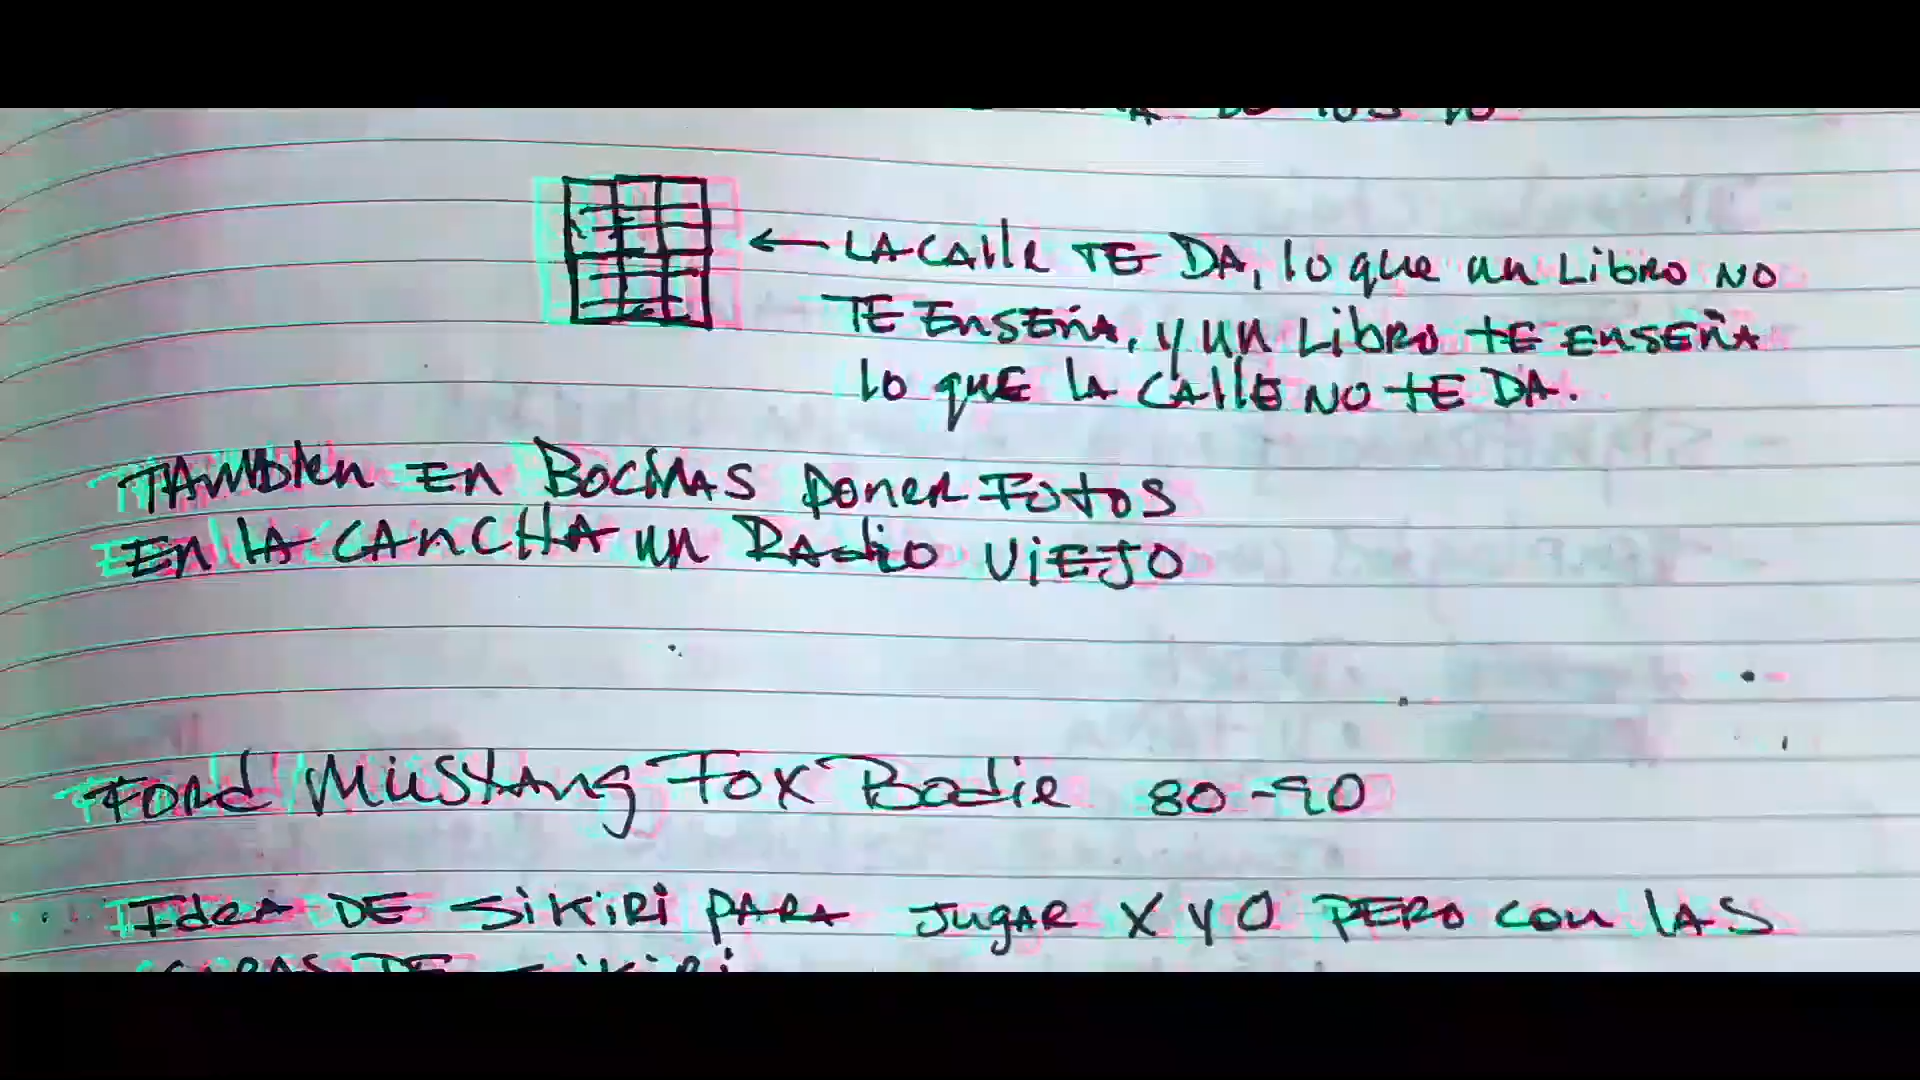 LA CAlle TE DA, lo que un LibRo NO
TE EnSEÑA, y un Libro tE EnSEÑA
lo que lA CAlle NO tE DA.
TAMbien En BocinAS poner FotoS
En lA CAnCHA un RAdio ViEJO
Ford Mustang Fox Bodie 80-90
IdeA DE SiKiRi PARA JugAR X y O PERO con lAS